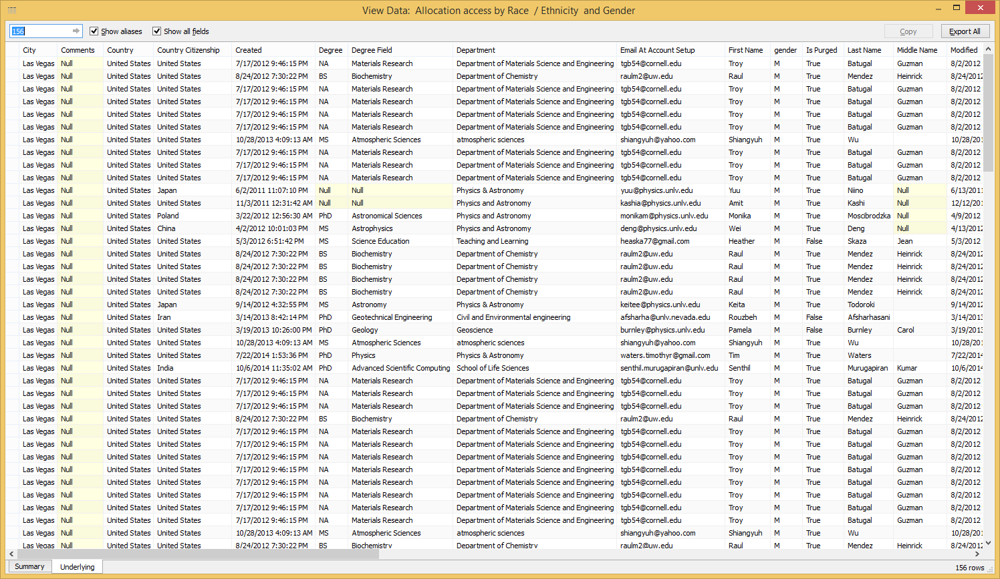 View Data: Allocation access by Race / Ethnicity and Gender
156 Show aliases Show all fields Copy Export All
City Comments Country Country Citizenship Created Degree Degree Field Department Email At Account Setup First Name gender Is Purged Last Name Middle Name Modified
Las Vegas Null United States United States 7/17/2012 9:46:15 PM NA Materials Research Department of Materials Science and Engineering tgb54@cornell.edu Troy M True Batugal Guzman 8/2/2012
Las Vegas Null United States United States 8/24/2012 7:30:22 PM BS Biochemistry Department of Chemistry raulm2@uw.edu Raul M True Mendez Heinrick 8/24/2012
Las Vegas Null United States United States 7/17/2012 9:46:15 PM NA Materials Research Department of Materials Science and Engineering tgb54@cornell.edu Troy M True Batugal Guzman 8/2/2012
Las Vegas Null United States United States 7/17/2012 9:46:15 PM NA Materials Research Department of Materials Science and Engineering tgb54@cornell.edu Troy M True Batugal Guzman 8/2/2012
Las Vegas Null United States United States 7/17/2012 9:46:15 PM NA Materials Research Department of Materials Science and Engineering tgb54@cornell.edu Troy M True Batugal Guzman 8/2/2012
Las Vegas Null United States United States 7/17/2012 9:46:15 PM NA Materials Research Department of Materials Science and Engineering tgb54@cornell.edu Troy M True Batugal Guzman 8/2/2012
Las Vegas Null United States United States 10/28/2013 4:09:13 AM MS Atmospheric Sciences atmospheric sciences shiangyuh@yahoo.com Shiangyuh M True Wu 10/28/201
Las Vegas Null United States United States 7/17/2012 9:46:15 PM NA Materials Research Department of Materials Science and Engineering tgb54@cornell.edu Troy M True Batugal Guzman 8/2/2012
Las Vegas Null United States United States 7/17/2012 9:46:15 PM NA Materials Research Department of Materials Science and Engineering tgb54@cornell.edu Troy M True Batugal Guzman 8/2/2012
Las Vegas Null United States United States 7/17/2012 9:46:15 PM NA Materials Research Department of Materials Science and Engineering tgb54@cornell.edu Troy M True Batugal Guzman 8/2/2012
Las Vegas Null United States Japan 6/2/2011 11:07:10 PM Null Null Physics & Astronomy yuu@physics.unlv.edu Yuu M True Niino Null 6/13/2011
Las Vegas Null United States United States 11/3/2011 12:31:42 AM Null Null Physics and Astronomy kashia@physics.unlv.edu Amit M True Kashi Null 12/12/201
Las Vegas Null United States Poland 3/22/2012 12:56:30 AM PhD Astronomical Sciences Physics and Astronomy monikam@physics.unlv.edu Monika M True Moscibrodzka Null 4/9/2012
Las Vegas Null United States China 4/2/2012 10:01:03 PM MS Astrophysics Physics and Astronomy deng@physics.unlv.edu Wei M True Deng Null 4/13/2012
Las Vegas Null United States United States 5/3/2012 6:51:42 PM MS Science Education Teaching and Learning heaska77@gmail.com Heather M False Skaza Jean 5/3/2012
Las Vegas Null United States United States 8/24/2012 7:30:22 PM BS Biochemistry Department of Chemistry raulm2@uw.edu Raul M True Mendez Heinrick 8/24/2012
Las Vegas Null United States United States 8/24/2012 7:30:22 PM BS Biochemistry Department of Chemistry raulm2@uw.edu Raul M True Mendez Heinrick 8/24/2012
Las Vegas Null United States United States 8/24/2012 7:30:22 PM BS Biochemistry Department of Chemistry raulm2@uw.edu Raul M True Mendez Heinrick 8/24/2012
Las Vegas Null United States United States 8/24/2012 7:30:22 PM BS Biochemistry Department of Chemistry raulm2@uw.edu Raul M True Mendez Heinrick 8/24/2012
Las Vegas Null United States Japan 9/14/2012 4:32:55 PM MS Astronomy Physics & Astronomy keitee@physics.unlv.edu Keita M True Todoroki 9/14/2012
Las Vegas Null United States Iran 3/14/2013 8:42:14 PM PhD Geotechnical Engineering Civil and Environmental engineering afsharha@unlv.nevada.edu Rouzbeh M False Afsharhasani 3/14/2013
Las Vegas Null United States United States 3/19/2013 10:26:00 PM PhD Geology Geoscience burnley@physics.unlv.edu Pamela M False Burnley Carol 3/19/2013
Las Vegas Null United States United States 10/28/2013 4:09:13 AM MS Atmospheric Sciences atmospheric sciences shiangyuh@yahoo.com Shiangyuh M True Wu 10/28/201
Las Vegas Null United States United States 7/22/2014 1:53:36 PM PhD Physics Physics & Astronomy waters.timothyr@gmail.com Tim M True Waters 7/22/2014
Las Vegas Null United States India 10/6/2014 11:35:02 AM PhD Advanced Scientific Computing School of Life Sciences senthil.murugapiran@unlv.edu Senthil M True Murugapiran Kumar 10/6/2014
Las Vegas Null United States United States 7/17/2012 9:46:15 PM NA Materials Research Department of Materials Science and Engineering tgb54@cornell.edu Troy M True Batugal Guzman 8/2/2012
Las Vegas Null United States United States 7/17/2012 9:46:15 PM NA Materials Research Department of Materials Science and Engineering tgb54@cornell.edu Troy M True Batugal Guzman 8/2/2012
Las Vegas Null United States United States 7/17/2012 9:46:15 PM NA Materials Research Department of Materials Science and Engineering tgb54@cornell.edu Troy M True Batugal Guzman 8/2/2012
Las Vegas Null United States United States 8/24/2012 7:30:22 PM BS Biochemistry Department of Chemistry raulm2@uw.edu Raul M True Mendez Heinrick 8/24/2012
Las Vegas Null United States United States 7/17/2012 9:46:15 PM NA Materials Research Department of Materials Science and Engineering tgb54@cornell.edu Troy M True Batugal Guzman 8/2/2012
Las Vegas Null United States United States 7/17/2012 9:46:15 PM NA Materials Research Department of Materials Science and Engineering tgb54@cornell.edu Troy M True Batugal Guzman 8/2/2012
Las Vegas Null United States United States 7/17/2012 9:46:15 PM NA Materials Research Department of Materials Science and Engineering tgb54@cornell.edu Troy M True Batugal Guzman 8/2/2012
Las Vegas Null United States United States 7/17/2012 9:46:15 PM NA Materials Research Department of Materials Science and Engineering tgb54@cornell.edu Troy M True Batugal Guzman 8/2/2012
Las Vegas Null United States United States 7/17/2012 9:46:15 PM NA Materials Research Department of Materials Science and Engineering tgb54@cornell.edu Troy M True Batugal Guzman 8/2/2012
Las Vegas Null United States United States 7/17/2012 9:46:15 PM NA Materials Research Department of Materials Science and Engineering tgb54@cornell.edu Troy M True Batugal Guzman 8/2/2012
Las Vegas Null United States United States 7/17/2012 9:46:15 PM NA Materials Research Department of Materials Science and Engineering tgb54@cornell.edu Troy M True Batugal Guzman 8/2/2012
Las Vegas Null United States United States 7/17/2012 9:46:15 PM NA Materials Research Department of Materials Science and Engineering tgb54@cornell.edu Troy M True Batugal Guzman 8/2/2012
Las Vegas Null United States United States 10/28/2013 4:09:13 AM MS Atmospheric Sciences atmospheric sciences shiangyuh@yahoo.com Shiangyuh M True Wu 10/28/201
Las Vegas Null United States United States 8/24/2012 7:30:22 PM BS Biochemistry Department of Chemistry raulm2@uw.edu Raul M True Mendez Heinrick 8/24/2012
Summary Underlying 156 rows